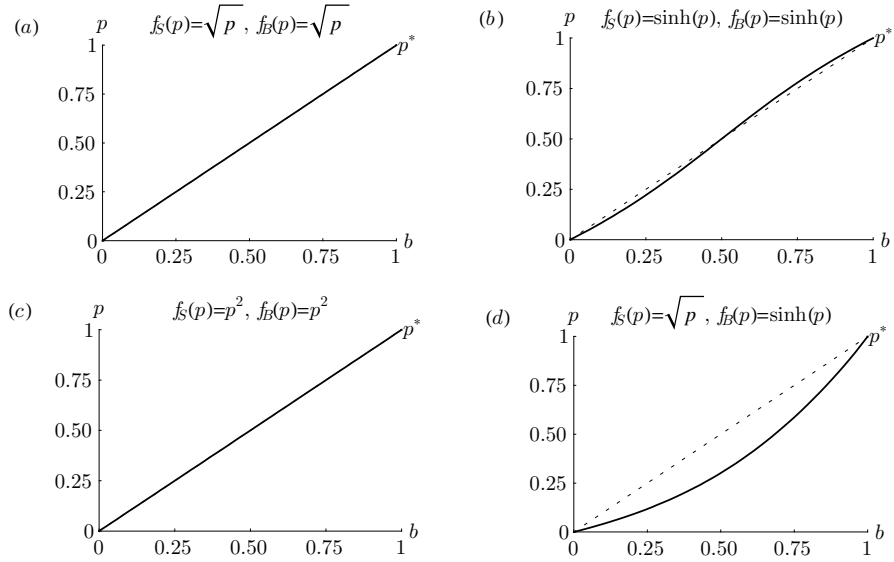 (a) p f_S(p)=√p , f_B(p)=√p
1 p*
0.75
0.50
0.25
0
0 0.25 0.50 0.75 1 b
(b) p f_S(p)=sinh(p), f_B(p)=sinh(p)
1 p*
0.75
0.50
0.25
0
0 0.25 0.50 0.75 1 b
(c) p f_S(p)=p², f_B(p)=p²
1 p*
0.75
0.50
0.25
0
0 0.25 0.50 0.75 1 b
(d) p f_S(p)=√p , f_B(p)=sinh(p)
1 p*
0.75
0.50
0.25
0
0 0.25 0.50 0.75 1 b